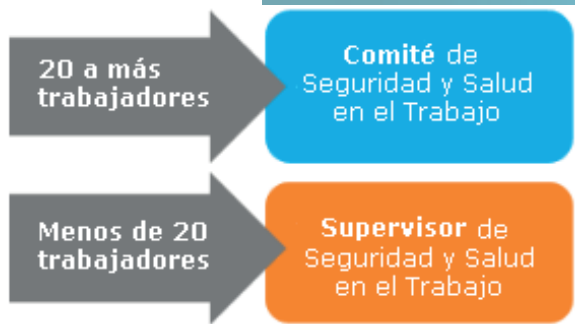 20 a más
trabajadores
Comité de
Seguridad y Salud
en el Trabajo
Menos de 20
trabajadores
Supervisor de
Seguridad y Salud
en el Trabajo